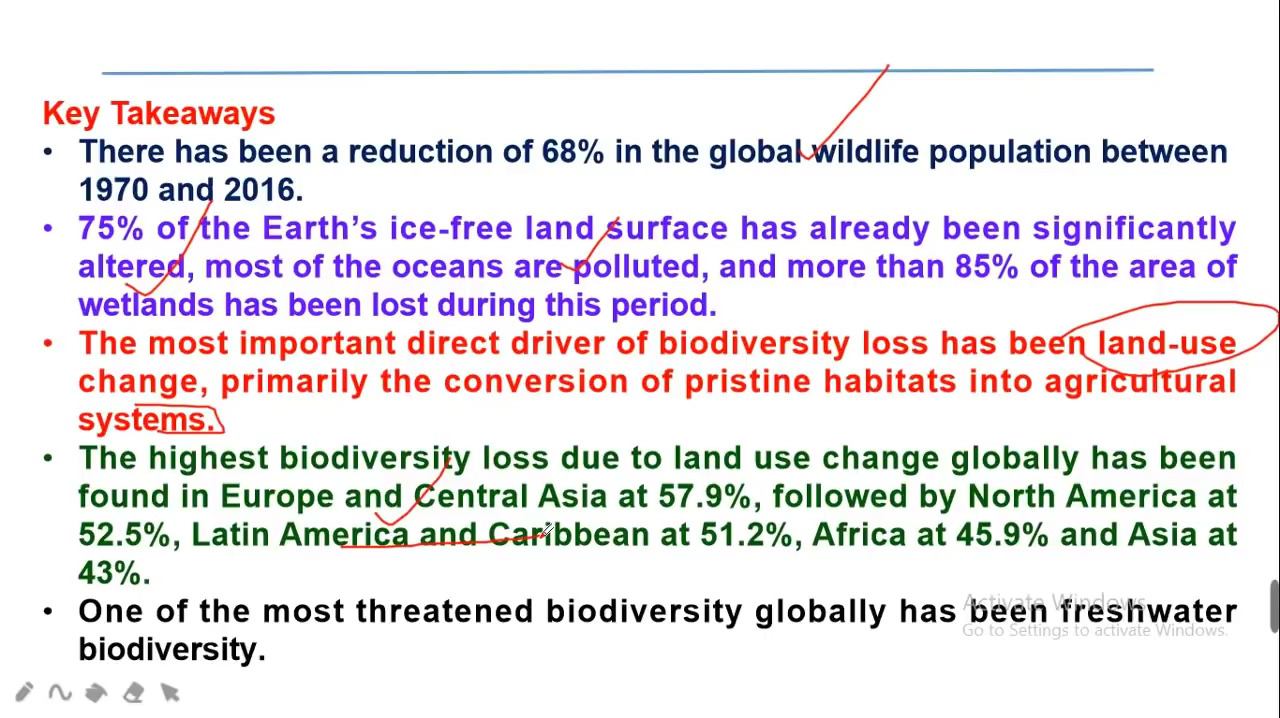 Key Takeaways
• There has been a reduction of 68% in the global wildlife population between
1970 and 2016.
• 75% of the Earth’s ice-free land surface has already been significantly
altered, most of the oceans are polluted, and more than 85% of the area of
wetlands has been lost during this period.
• The most important direct driver of biodiversity loss has been land-use
change, primarily the conversion of pristine habitats into agricultural
systems.
• The highest biodiversity loss due to land use change globally has been
found in Europe and Central Asia at 57.9%, followed by North America at
52.5%, Latin America and Caribbean at 51.2%, Africa at 45.9% and Asia at
43%.
• One of the most threatened biodiversity globally has been freshwater
biodiversity.
Activate Windows
Go to Settings to activate Windows.